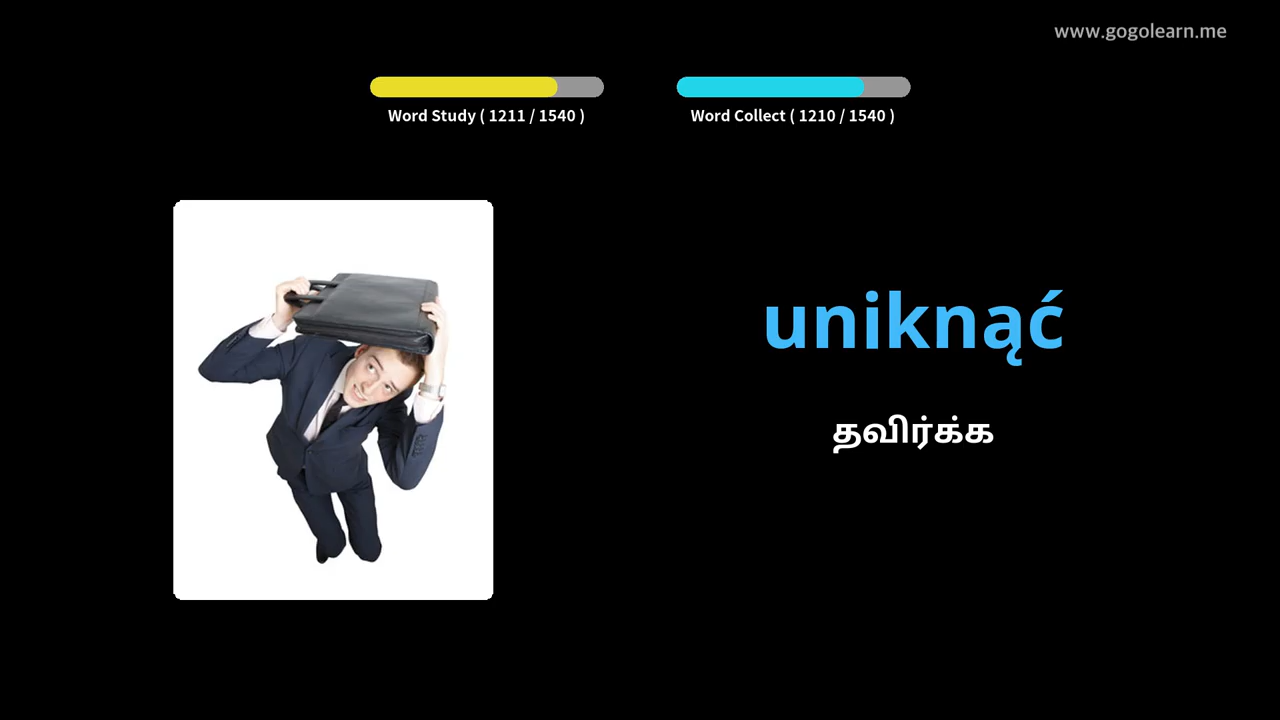 www.gogolearn.me
Word Study ( 1211 / 1540 )
Word Collect ( 1210 / 1540 )
uniknąć
தவிர்க்க